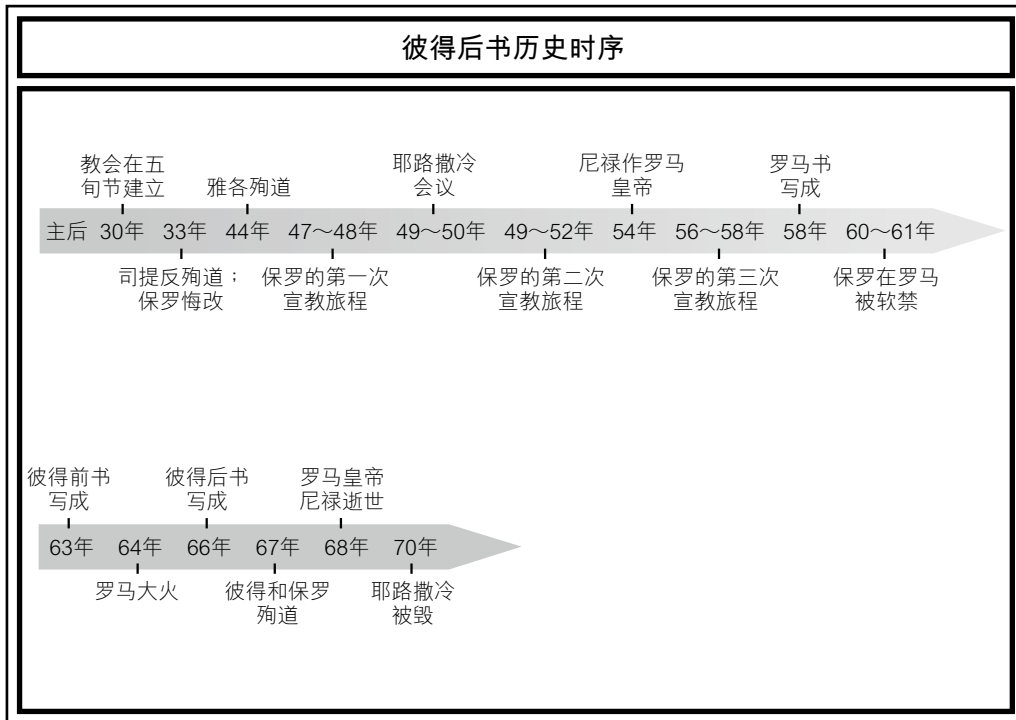 彼得后书历史时序
教会在五
旬节建立
雅各殉道
耶路撒冷
会议
尼禄作罗马
皇帝
罗马书
写成
主后 30年 33年 44年 47～48年 49～50年 49～52年 54年 56～58年 58年 60～61年
司提反殉道；
保罗悔改
保罗的第一次
宣教旅程
保罗的第二次
宣教旅程
保罗的第三次
宣教旅程
保罗在罗马
被软禁
彼得前书
写成
彼得后书
写成
罗马皇帝
尼禄逝世
63年 64年 66年 67年 68年 70年
罗马大火
彼得和保罗
殉道
耶路撒冷
被毁